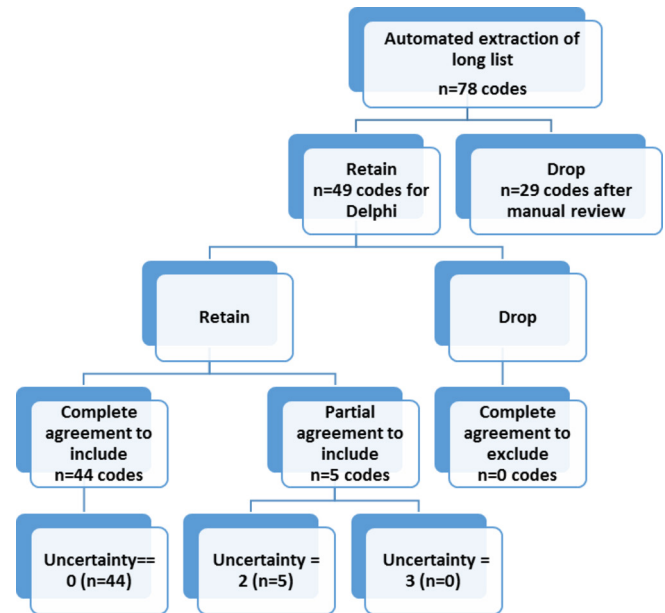 Automated extraction of
long list
n=78 codes
Retain
n=49 codes for
Delphi
Drop
n=29 codes after
manual review
Retain
Drop
Complete
agreement to
include
n=44 codes
Partial
agreement to
include
n=5 codes
Complete
agreement to
exclude
n=0 codes
Uncertainty==
0 (n=44)
Uncertainty =
2 (n=5)
Uncertainty =
3 (n=0)